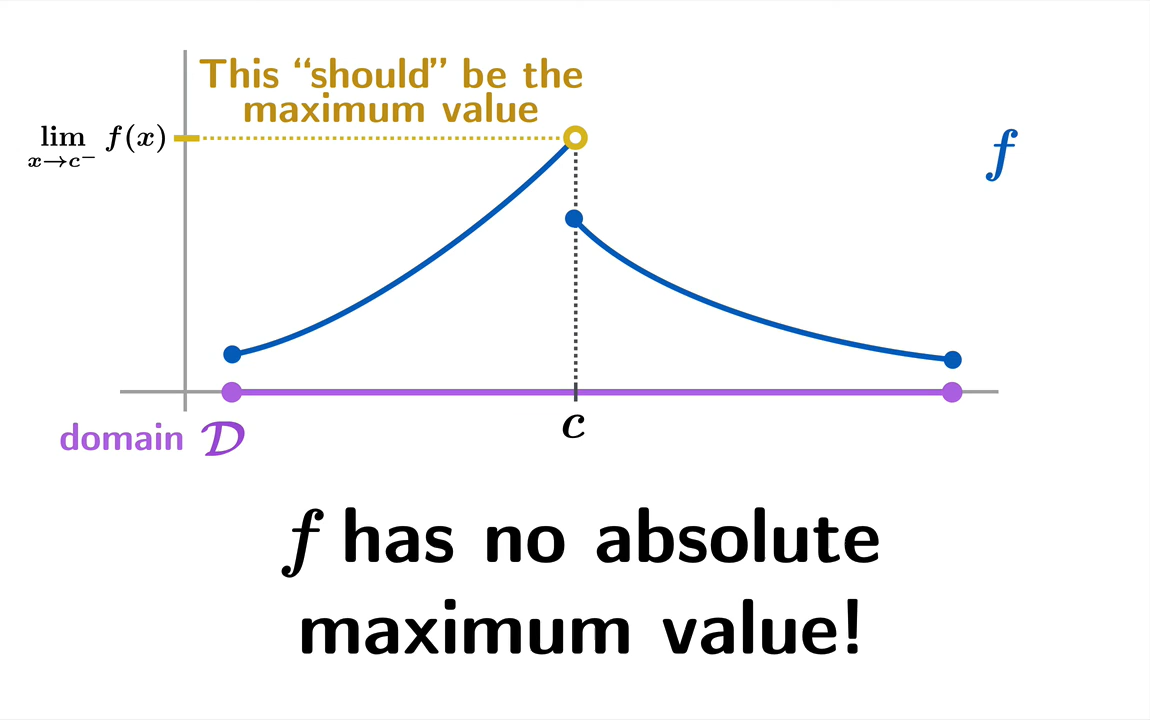 This “should” be the
maximum value
lim f(x)
x→c⁻
f
c
domain 𝒟
f has no absolute
maximum value!